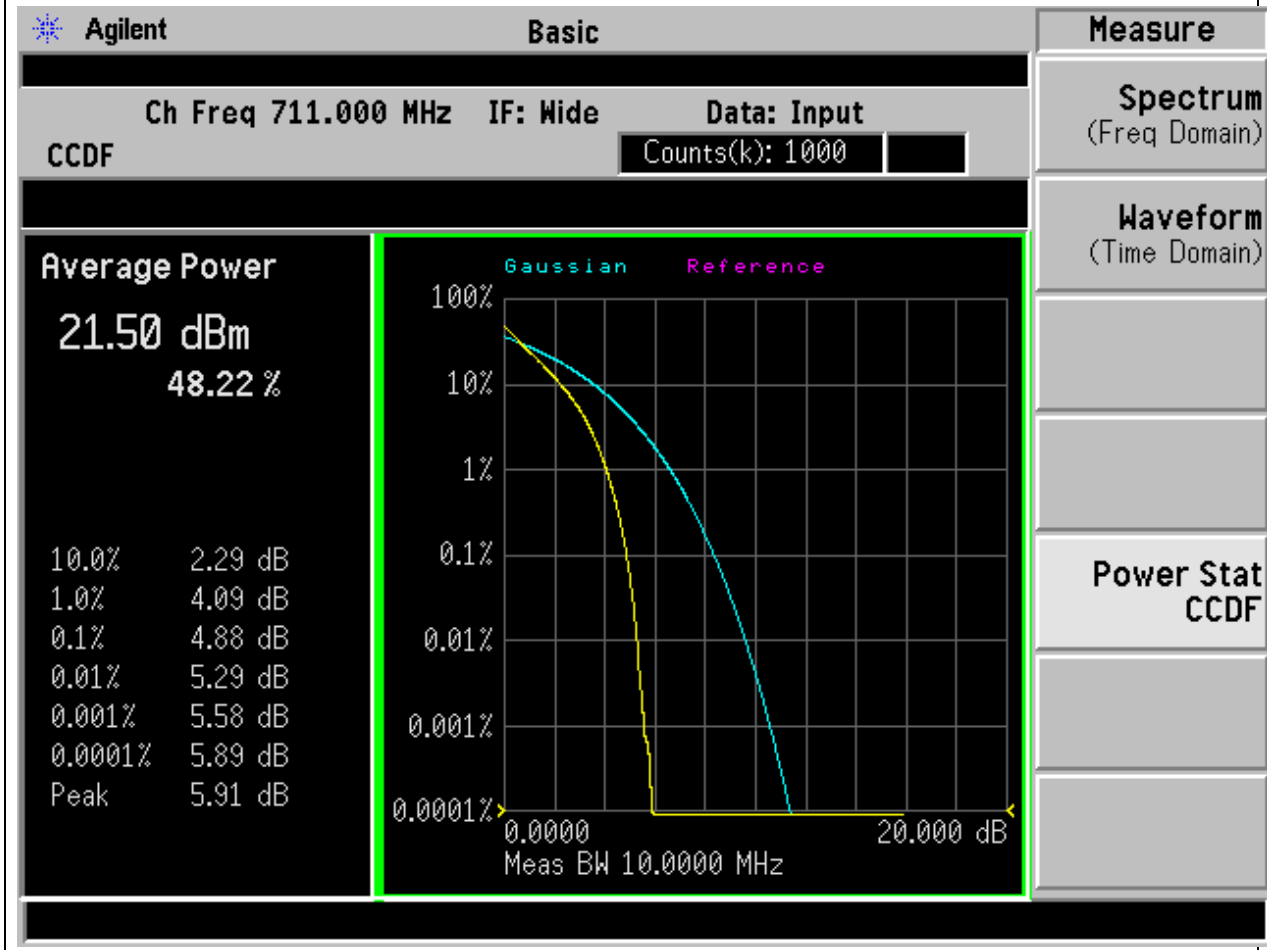 Agilent
Basic
Measure
Ch Freq 711.000 MHz IF: Wide Data: Input
CCDF
Counts(k): 1000
Spectrum
(Freq Domain)
Waveform
(Time Domain)
Power Stat
CCDF
Average Power
21.50 dBm
48.22 %
10.0% 2.29 dB
1.0% 4.09 dB
0.1% 4.88 dB
0.01% 5.29 dB
0.001% 5.58 dB
0.0001% 5.89 dB
Peak 5.91 dB
Gaussian Reference
100%
10%
1%
0.1%
0.01%
0.001%
0.0001%
0.0000 20.000 dB
Meas BW 10.0000 MHz